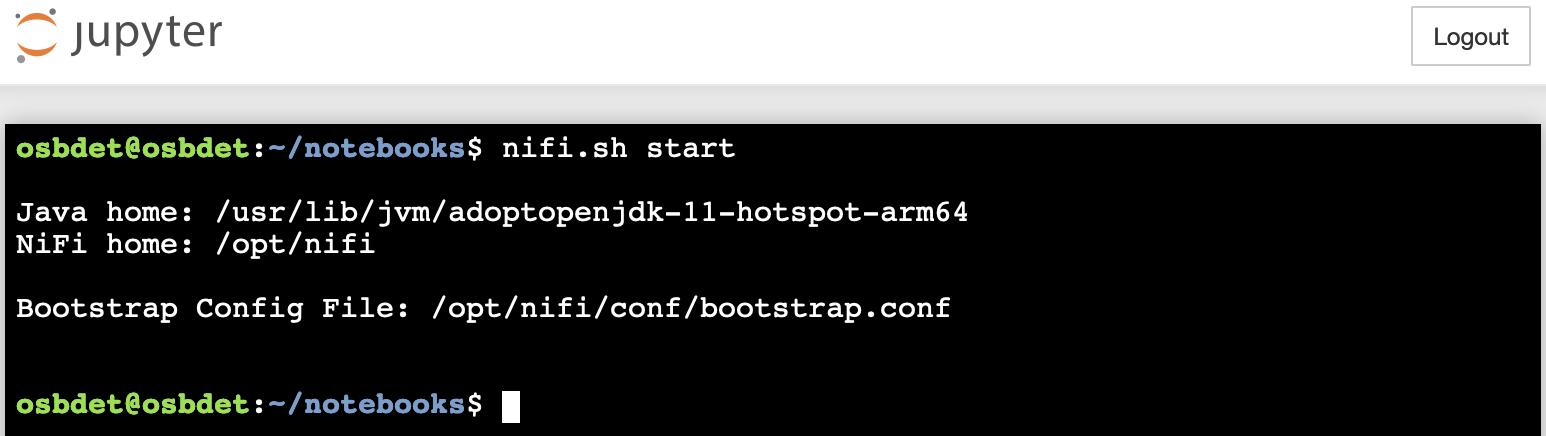 jupyter
Logout
osbdet@osbdet:~/notebooks$ nifi.sh start
Java home: /usr/lib/jvm/adoptopenjdk-11-hotspot-arm64
NiFi home: /opt/nifi
Bootstrap Config File: /opt/nifi/conf/bootstrap.conf
osbdet@osbdet:~/notebooks$